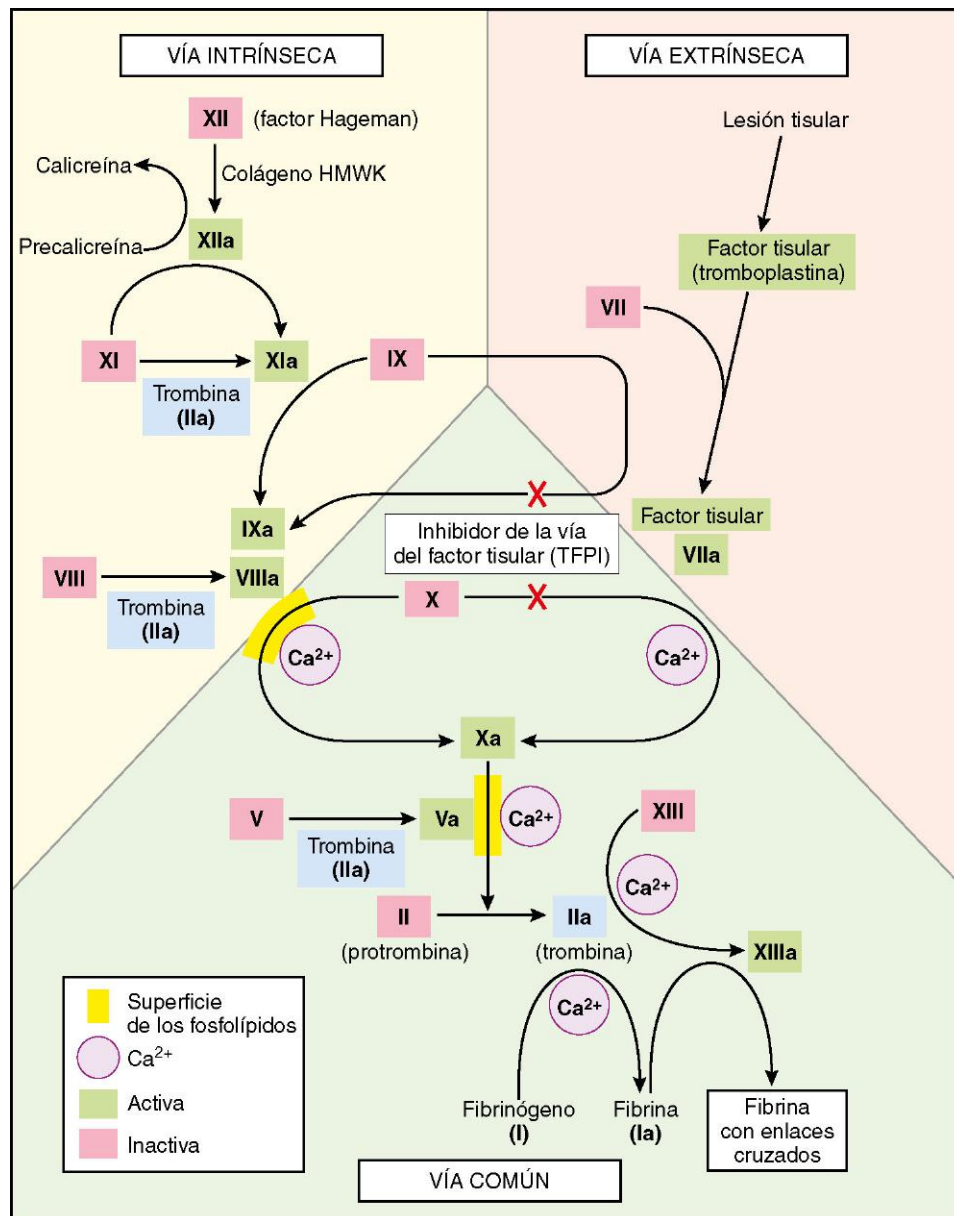 VÍA INTRÍNSECA
XII (factor Hageman)
Colágeno HMWK
Calicreína
Precalicreína
XIIa
XI
XIa
Trombina
(IIa)
IX
IXa
VIII
VIIIa
Trombina
(IIa)
VÍA EXTRÍNSECA
Lesión tisular
Factor tisular
(tromboplastina)
VII
Factor tisular
VIIa
X
Inhibidor de la vía
del factor tisular (TFPI)
X
X
Ca2+
Ca2+
Xa
V
Va
Ca2+
Trombina
(IIa)
XIII
Ca2+
II
(protrombina)
IIa
(trombina)
XIIIa
Ca2+
Fibrinógeno
(I)
Fibrina
(Ia)
Fibrina
con enlaces
cruzados
Superficie
de los fosfolípidos
Ca2+
Activa
Inactiva
VÍA COMÚN